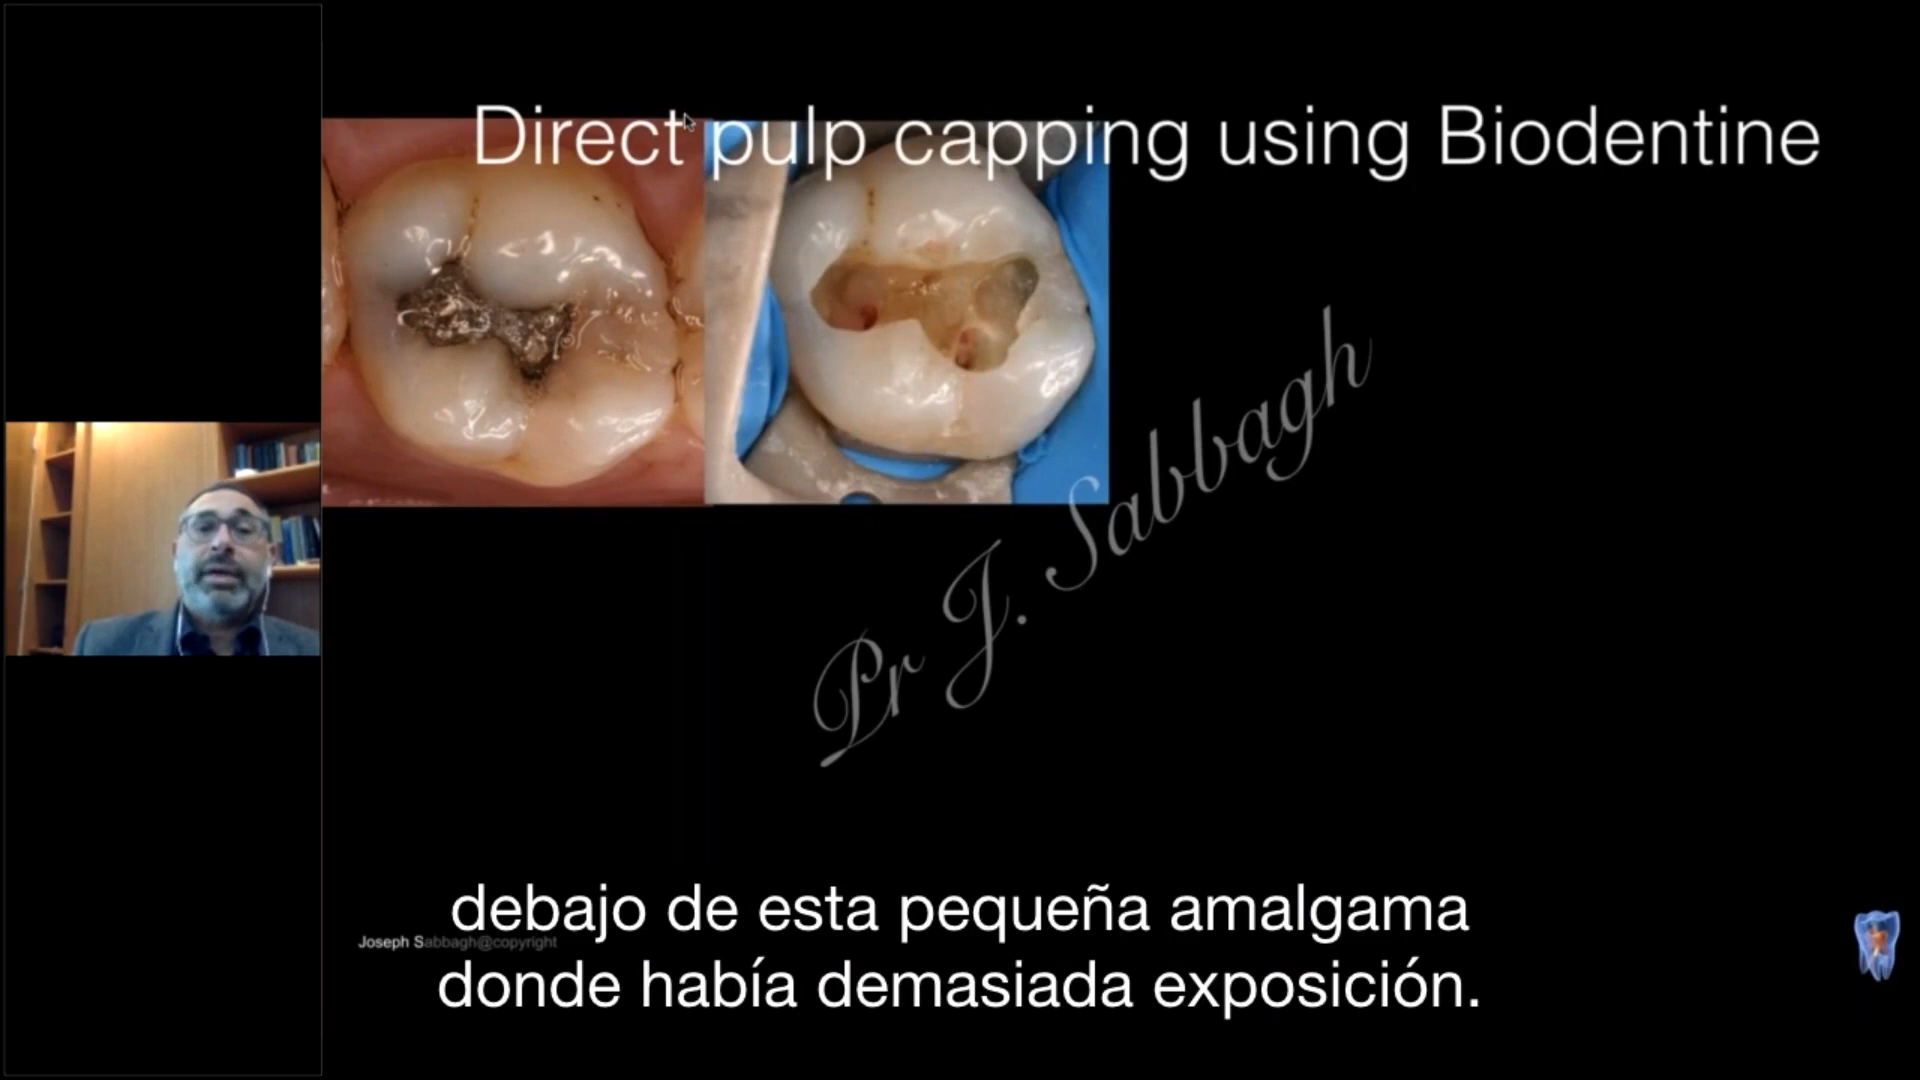 Direct pulp capping using Biodentine
Pr J. Sabbagh
debajo de esta pequeña amalgama
Joseph Sabbagh@copyright
donde había demasiada exposición.